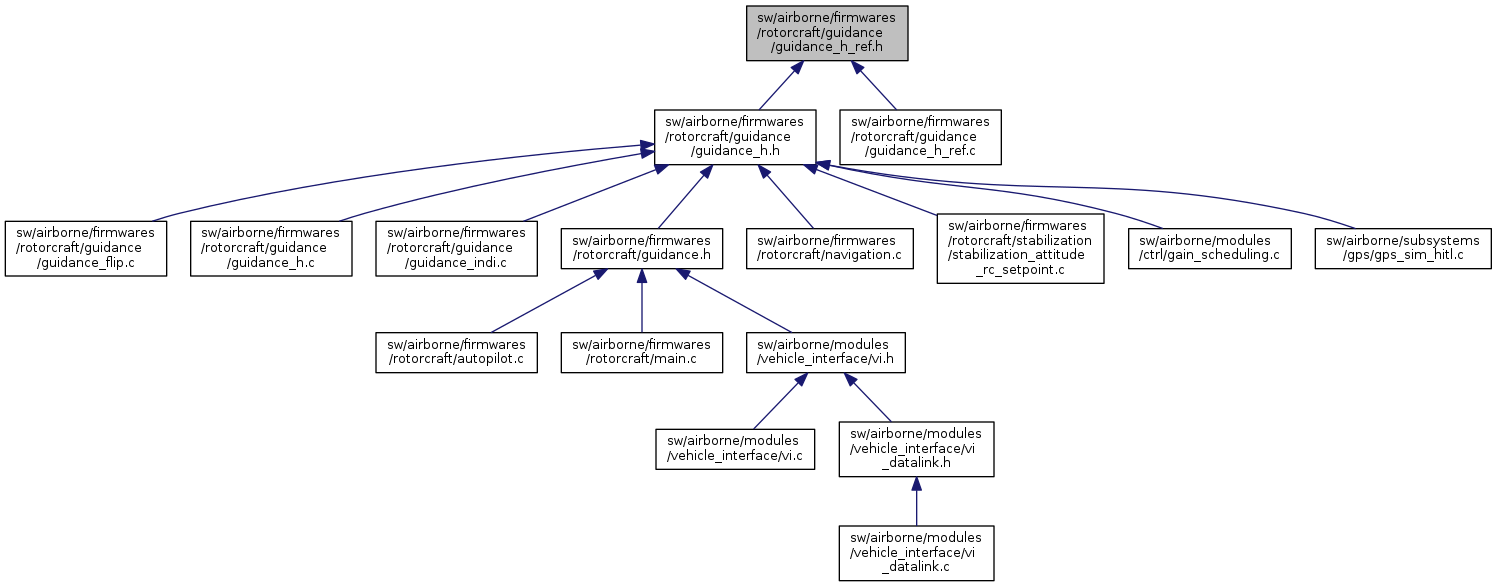 sw/airborne/firmwares
/rotorcraft/guidance
/guidance_h_ref.h
sw/airborne/firmwares
/rotorcraft/guidance
/guidance_h.h
sw/airborne/firmwares
/rotorcraft/guidance
/guidance_h_ref.c
sw/airborne/firmwares
/rotorcraft/guidance
/guidance_flip.c
sw/airborne/firmwares
/rotorcraft/guidance
/guidance_h.c
sw/airborne/firmwares
/rotorcraft/guidance
/guidance_indi.c
sw/airborne/firmwares
/rotorcraft/guidance.h
sw/airborne/firmwares
/rotorcraft/navigation.c
sw/airborne/firmwares
/rotorcraft/stabilization
/stabilization_attitude
_rc_setpoint.c
sw/airborne/modules
/ctrl/gain_scheduling.c
sw/airborne/subsystems
/gps/gps_sim_hitl.c
sw/airborne/firmwares
/rotorcraft/autopilot.c
sw/airborne/firmwares
/rotorcraft/main.c
sw/airborne/modules
/vehicle_interface/vi.h
sw/airborne/modules
/vehicle_interface/vi.c
sw/airborne/modules
/vehicle_interface/vi
_datalink.h
sw/airborne/modules
/vehicle_interface/vi
_datalink.c